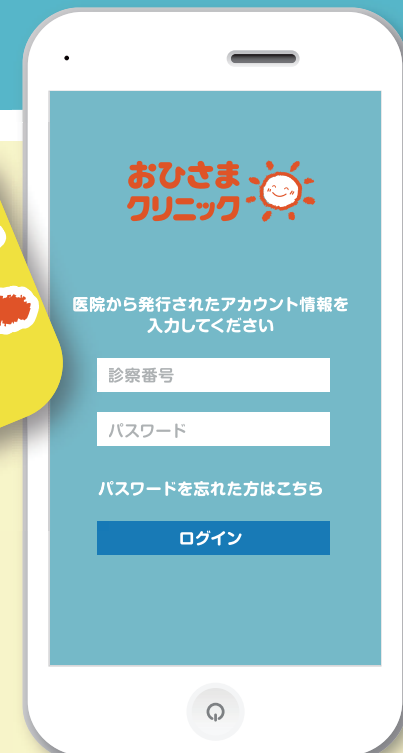 おひさま
クリニック
医院から発行されたアカウント情報を
入力してください
診察番号
パスワード
パスワードを忘れた方はこちら
ログイン